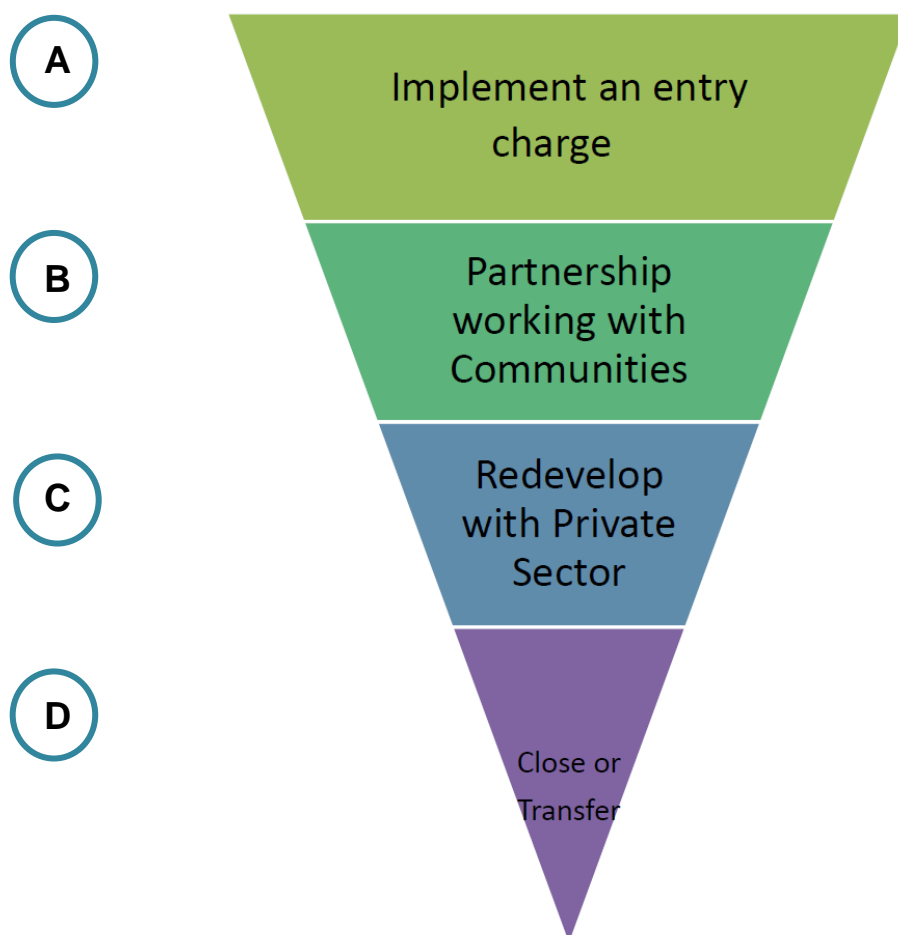 A
Implement an entry
charge
B
Partnership
working with
Communities
C
Redevelop
with Private
Sector
D
Close or
Transfer